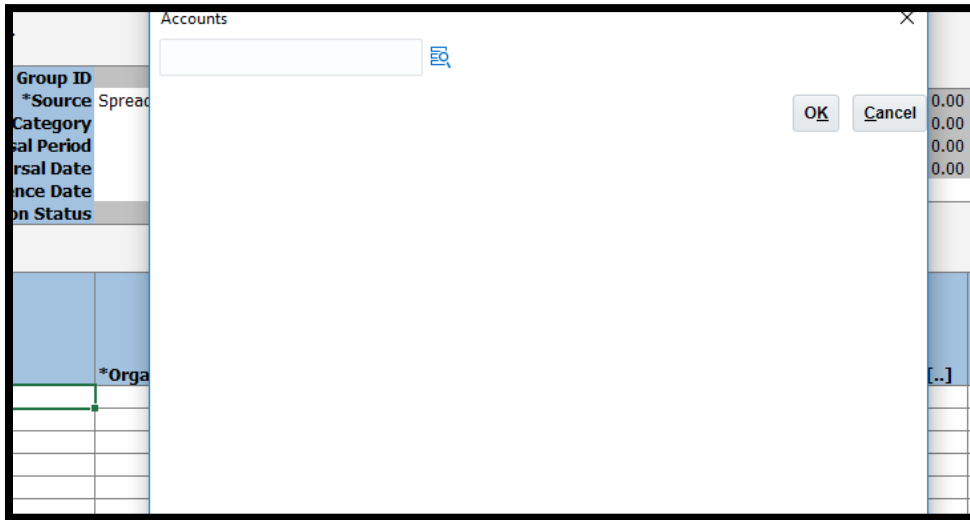 Accounts
Group ID
*Source Spread
Category
sal Period
rsal Date
ence Date
on Status
OK Cancel
0.00
0.00
0.00
0.00
*Orga
[..]